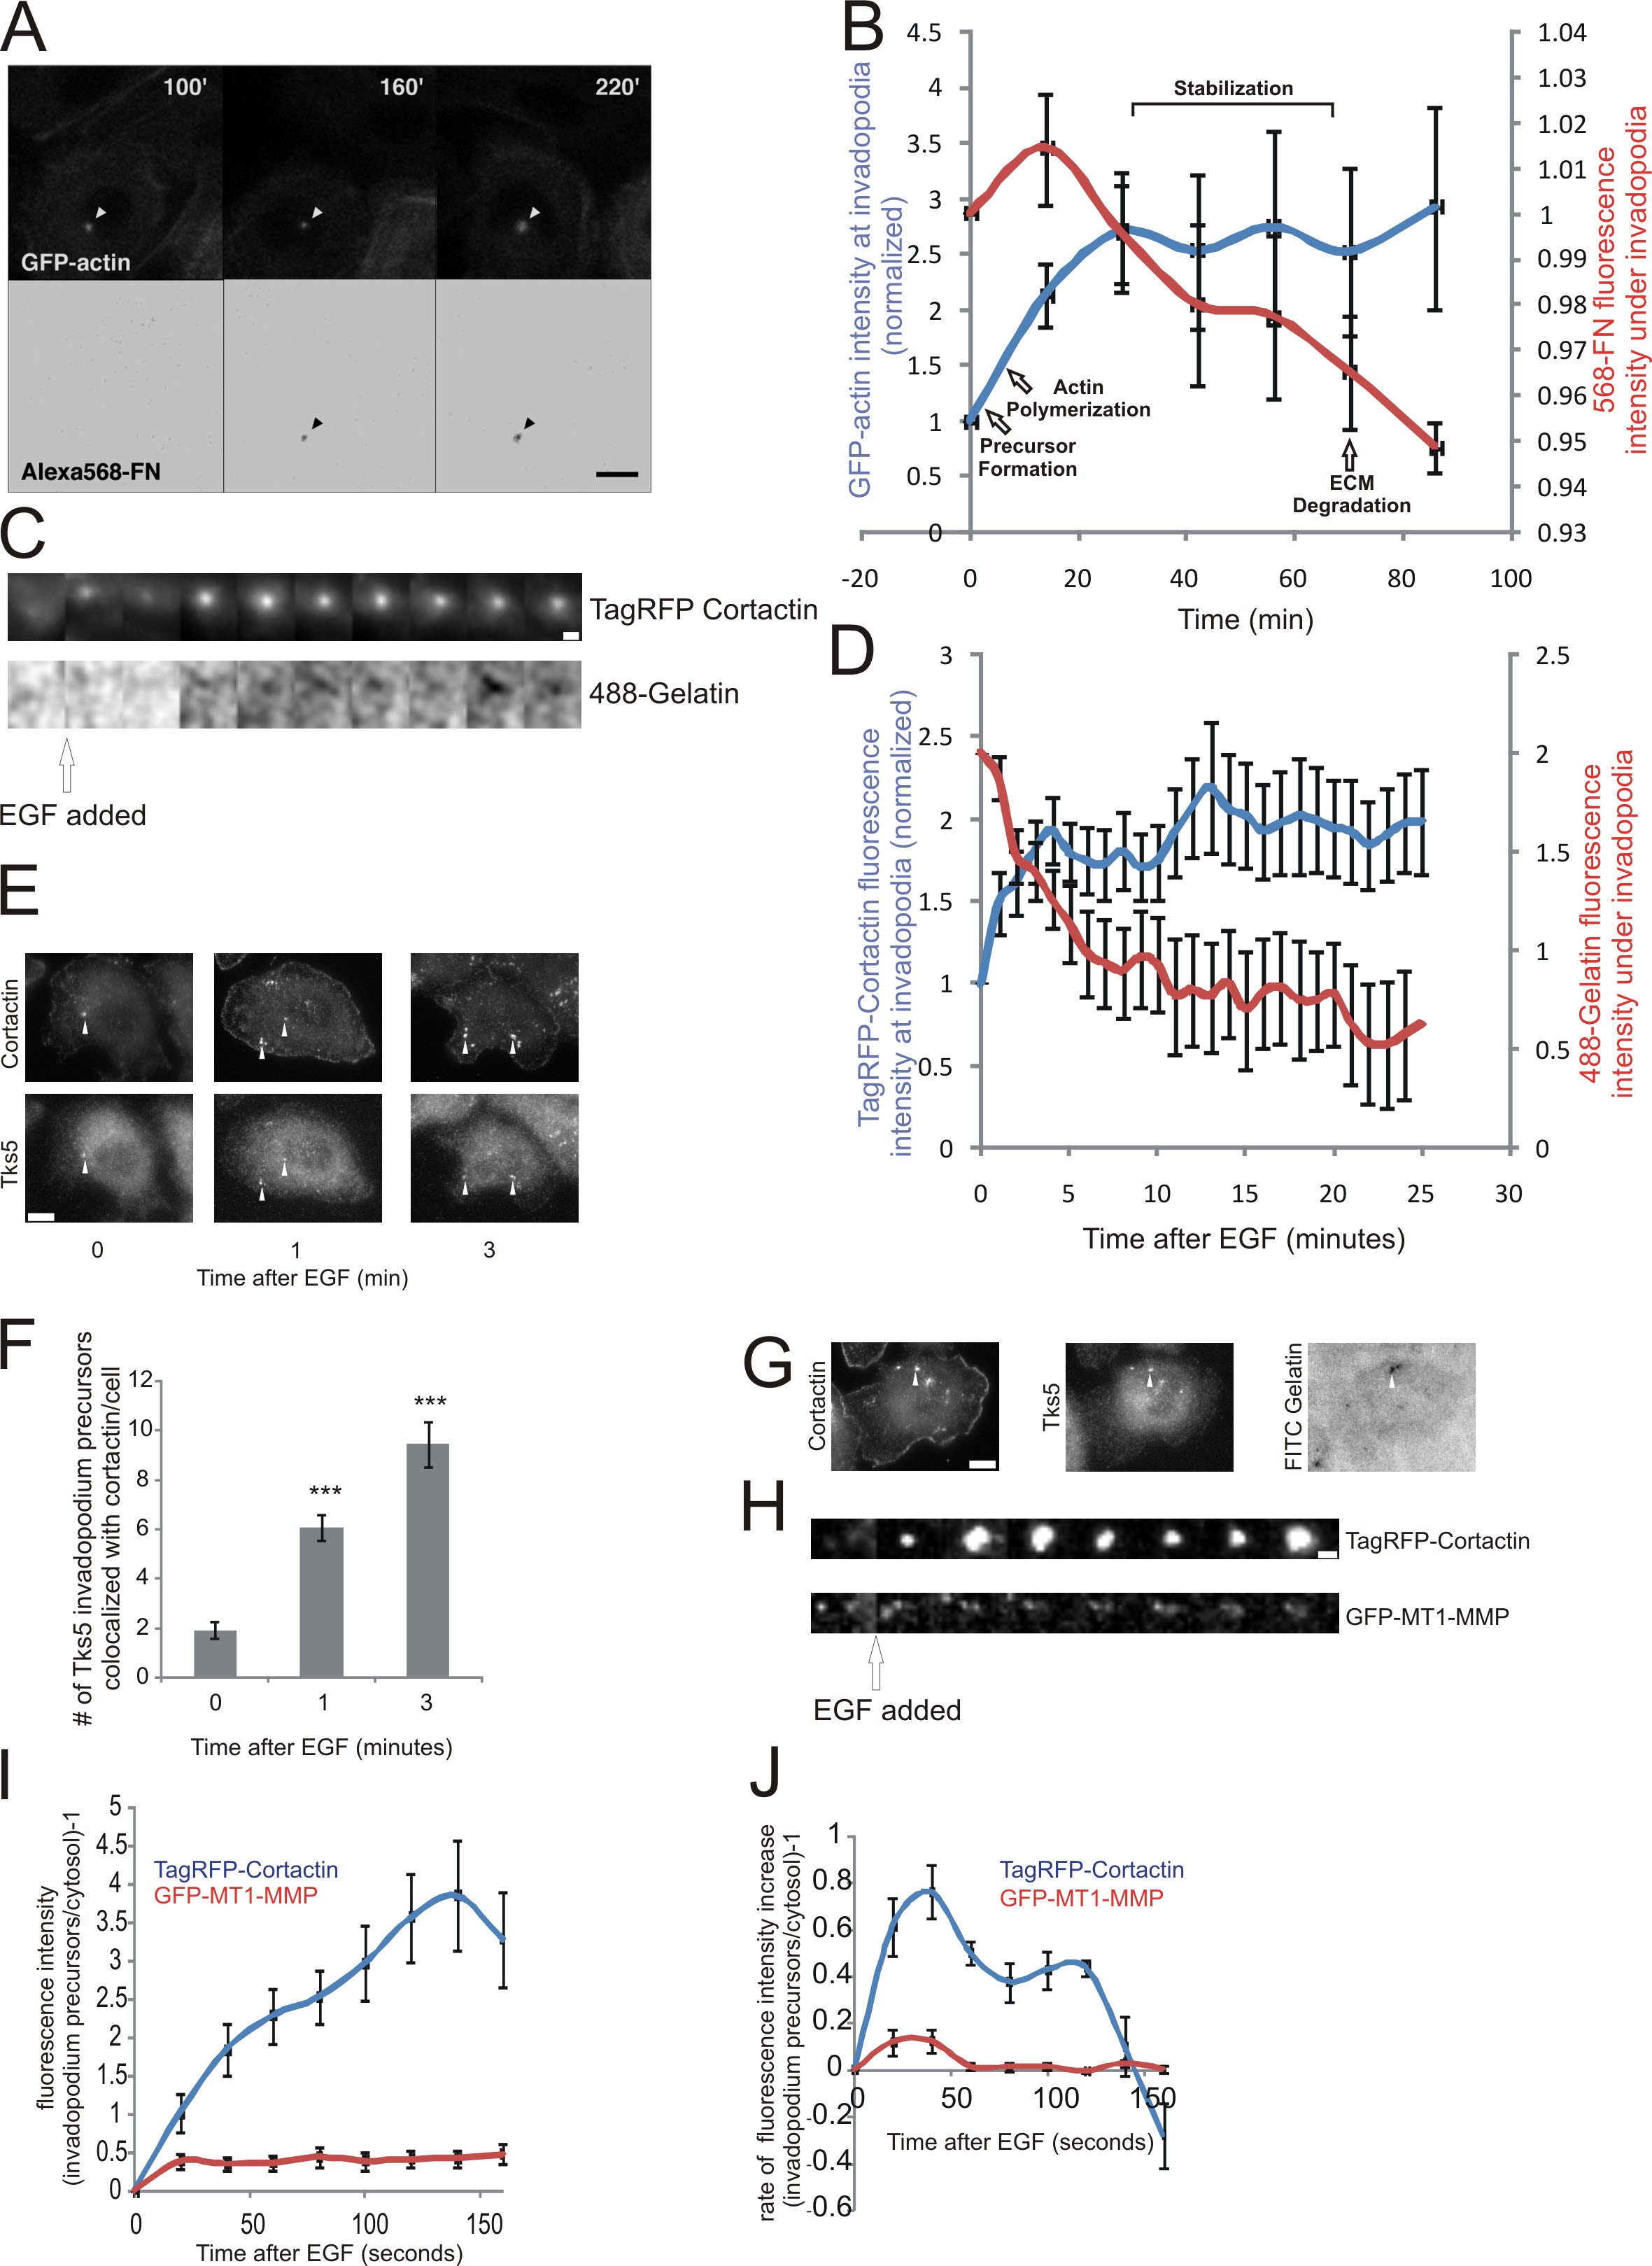 A
100'
160'
220'
GFP-actin
Alexa568-FN
B
4.5
4
3.5
3
2.5
2
1.5
1
0.5
0
1.04
1.03
1.02
1.01
1
0.99
0.98
0.97
0.96
0.95
0.94
0.93
GFP-actin intensity at invadopodia
(normalized)
568-FN fluorescence
intensity under invadopodia
Stabilization
Actin
Polymerization
Precursor
Formation
ECM
Degradation
-20
0
20
40
60
80
100
Time (min)
C
TagRFP Cortactin
488-Gelatin
EGF added
D
3
2.5
2
1.5
1
0.5
0
2.5
2
1.5
1
0.5
0
TagRFP-Cortactin fluorescence
intensity at invadopodia (normalized)
488-Gelatin fluorescence
intensity under invadopodia
0
5
10
15
20
25
30
Time after EGF (minutes)
E
Cortactin
Tks5
0
1
3
Time after EGF (min)
F
# of Tks5 invadopodium precursors
colocalized with cortactin/cell
12
10
8
6
4
2
0
***
***
0
1
3
Time after EGF (minutes)
G
Cortactin
Tks5
FITC Gelatin
H
TagRFP-Cortactin
GFP-MT1-MMP
EGF added
I
fluorescence intensity
(invadopodium precursors/cytosol)-1
5
4.5
4
3.5
3
2.5
2
1.5
1
0.5
0
TagRFP-Cortactin
GFP-MT1-MMP
0
50
100
150
Time after EGF (seconds)
J
rate of fluorescence intensity increase
(invadopodium precursors/cytosol)-1
1
0.8
0.6
0.4
0.2
0
-0.2
-0.4
-0.6
TagRFP-Cortactin
GFP-MT1-MMP
0
50
100
150
Time after EGF (seconds)